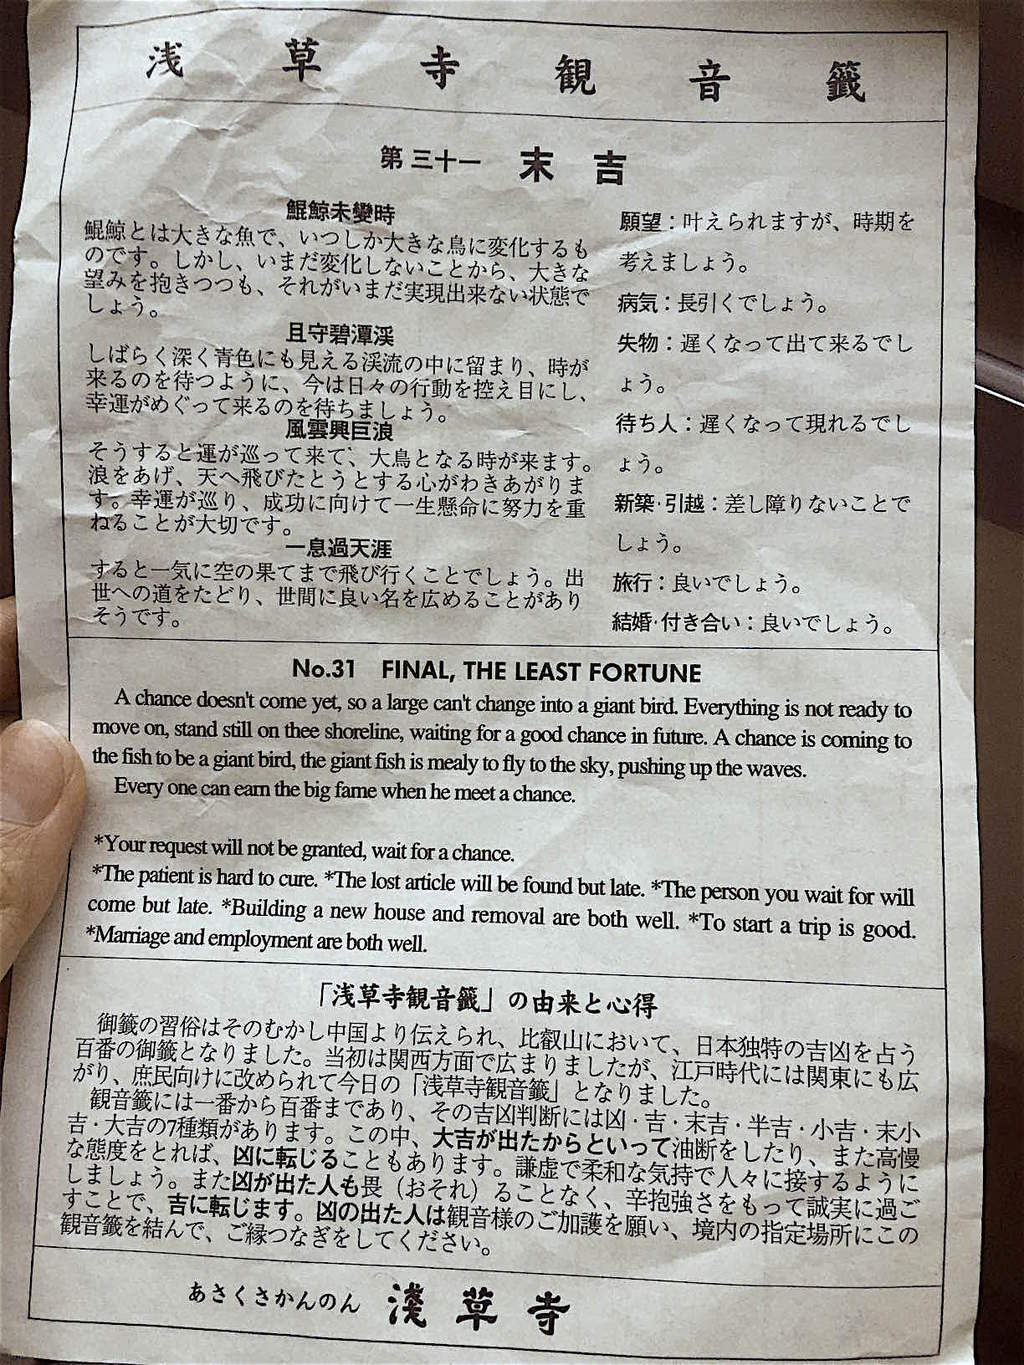 浅草寺観音籤
第三十一 末吉
鯤鯨未變時
鯤鯨とは大きな魚で、いつしか大きな鳥に変化するも
のです。しかし、いまだ変化しないことから、大きな
望みを抱きつつも、それがいまだ実現出来ない状態で
しょう。
且守碧潭渓
しばらく深く青色にも見える渓流の中に留まり、時が
来るのを待つように、今は日々の行動を控え目にし、
幸運がめぐって来るのを待ちましょう。
風雲興巨浪
そうすると運が巡って来て、大鳥となる時が来ます。
浪をあげ、天へ飛びたとうとする心がわきあがりま
す。幸運が巡り、成功に向けて一生懸命に努力を重
ねることが大切です。
一息過天涯
すると一気に空の果てまで飛び行くことでしょう。出
世への道をたどり、世間に良い名を広めることがあり
そうです。
願望：叶えられますが、時期を
考えましょう。
病気：長引くでしょう。
失物：遅くなって出て来るでし
ょう。
待ち人：遅くなって現れるでし
ょう。
新築・引越：差し障りないことで
しょう。
旅行：良いでしょう。
結婚・付き合い：良いでしょう。
No.31 FINAL, THE LEAST FORTUNE
A chance doesn't come yet, so a large can't change into a giant bird. Everything is not ready to
move on, stand still on thee shoreline, waiting for a good chance in future. A chance is coming to
the fish to be a giant bird, the giant fish is mealy to fly to the sky, pushing up the waves.
Every one can earn the big fame when he meet a chance.
*Your request will not be granted, wait for a chance.
*The patient is hard to cure. *The lost article will be found but late. *The person you wait for will
come but late. *Building a new house and removal are both well. *To start a trip is good.
*Marriage and employment are both well.
「浅草寺観音籤」の由来と心得
御籤の習俗はそのむかし中国より伝えられ、比叡山において、日本独特の吉凶を占う
百番の御籤となりました。当初は関西方面で広まりましたが、江戸時代には関東にも広
がり、庶民向けに改められて今日の「浅草寺観音籤」となりました。
観音籤には一番から百番まであり、その吉凶判断には凶・吉・末吉・半吉・小吉・末小
吉・大吉の7種類があります。この中、大吉が出たからといって油断をしたり、また高慢
な態度をとれば、凶に転じることもあります。謙虚で柔和な気持で人々に接するように
しましょう。また凶が出た人も畏（おそれ）ることなく、辛抱強さをもって誠実に過ご
すことで、吉に転じます。凶の出た人は観音様のご加護を願い、境内の指定場所にこの
観音籤を結んで、ご縁つなぎをしてください。
あさくさかんのん 淺草寺